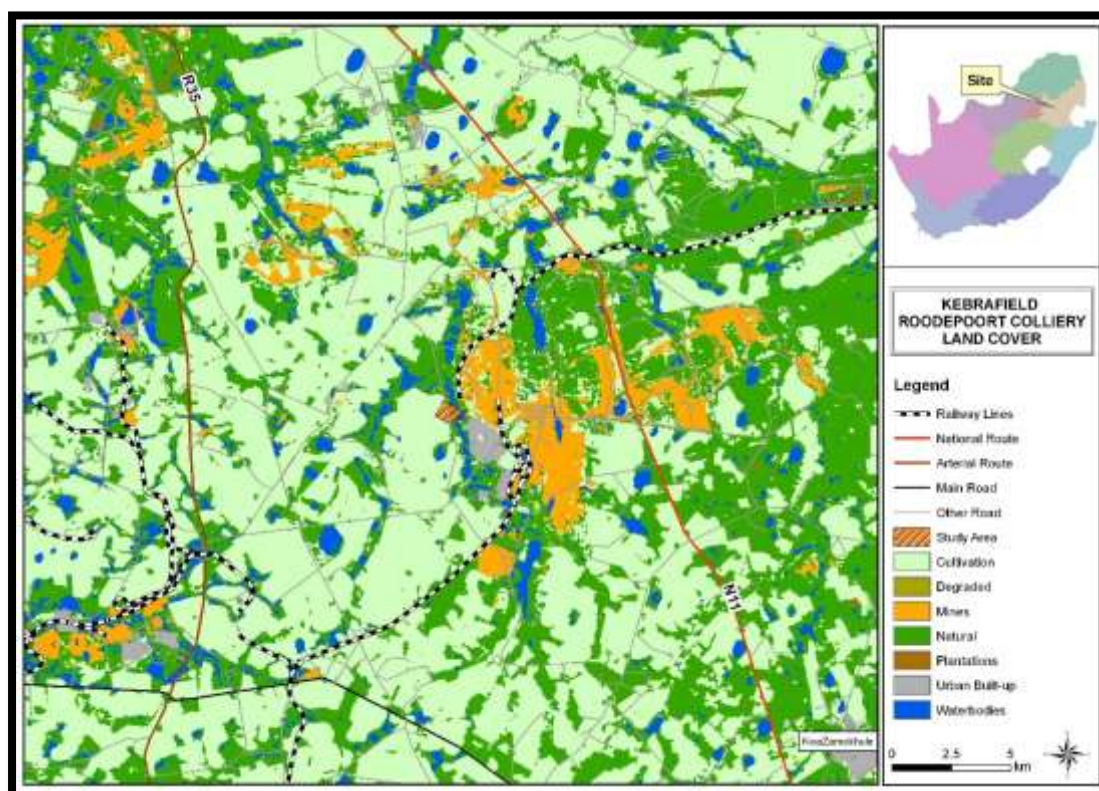 R35
N11
KwaZamokhuhle
Site
KEBRAFIELD
ROODEPOORT COLLIERY
LAND COVER
Legend
Railway Lines
National Route
Arterial Route
Main Road
Other Road
Study Area
Cultivation
Degraded
Mines
Natural
Plantations
Urban Built-up
Waterbodies
0 2.5 5
km